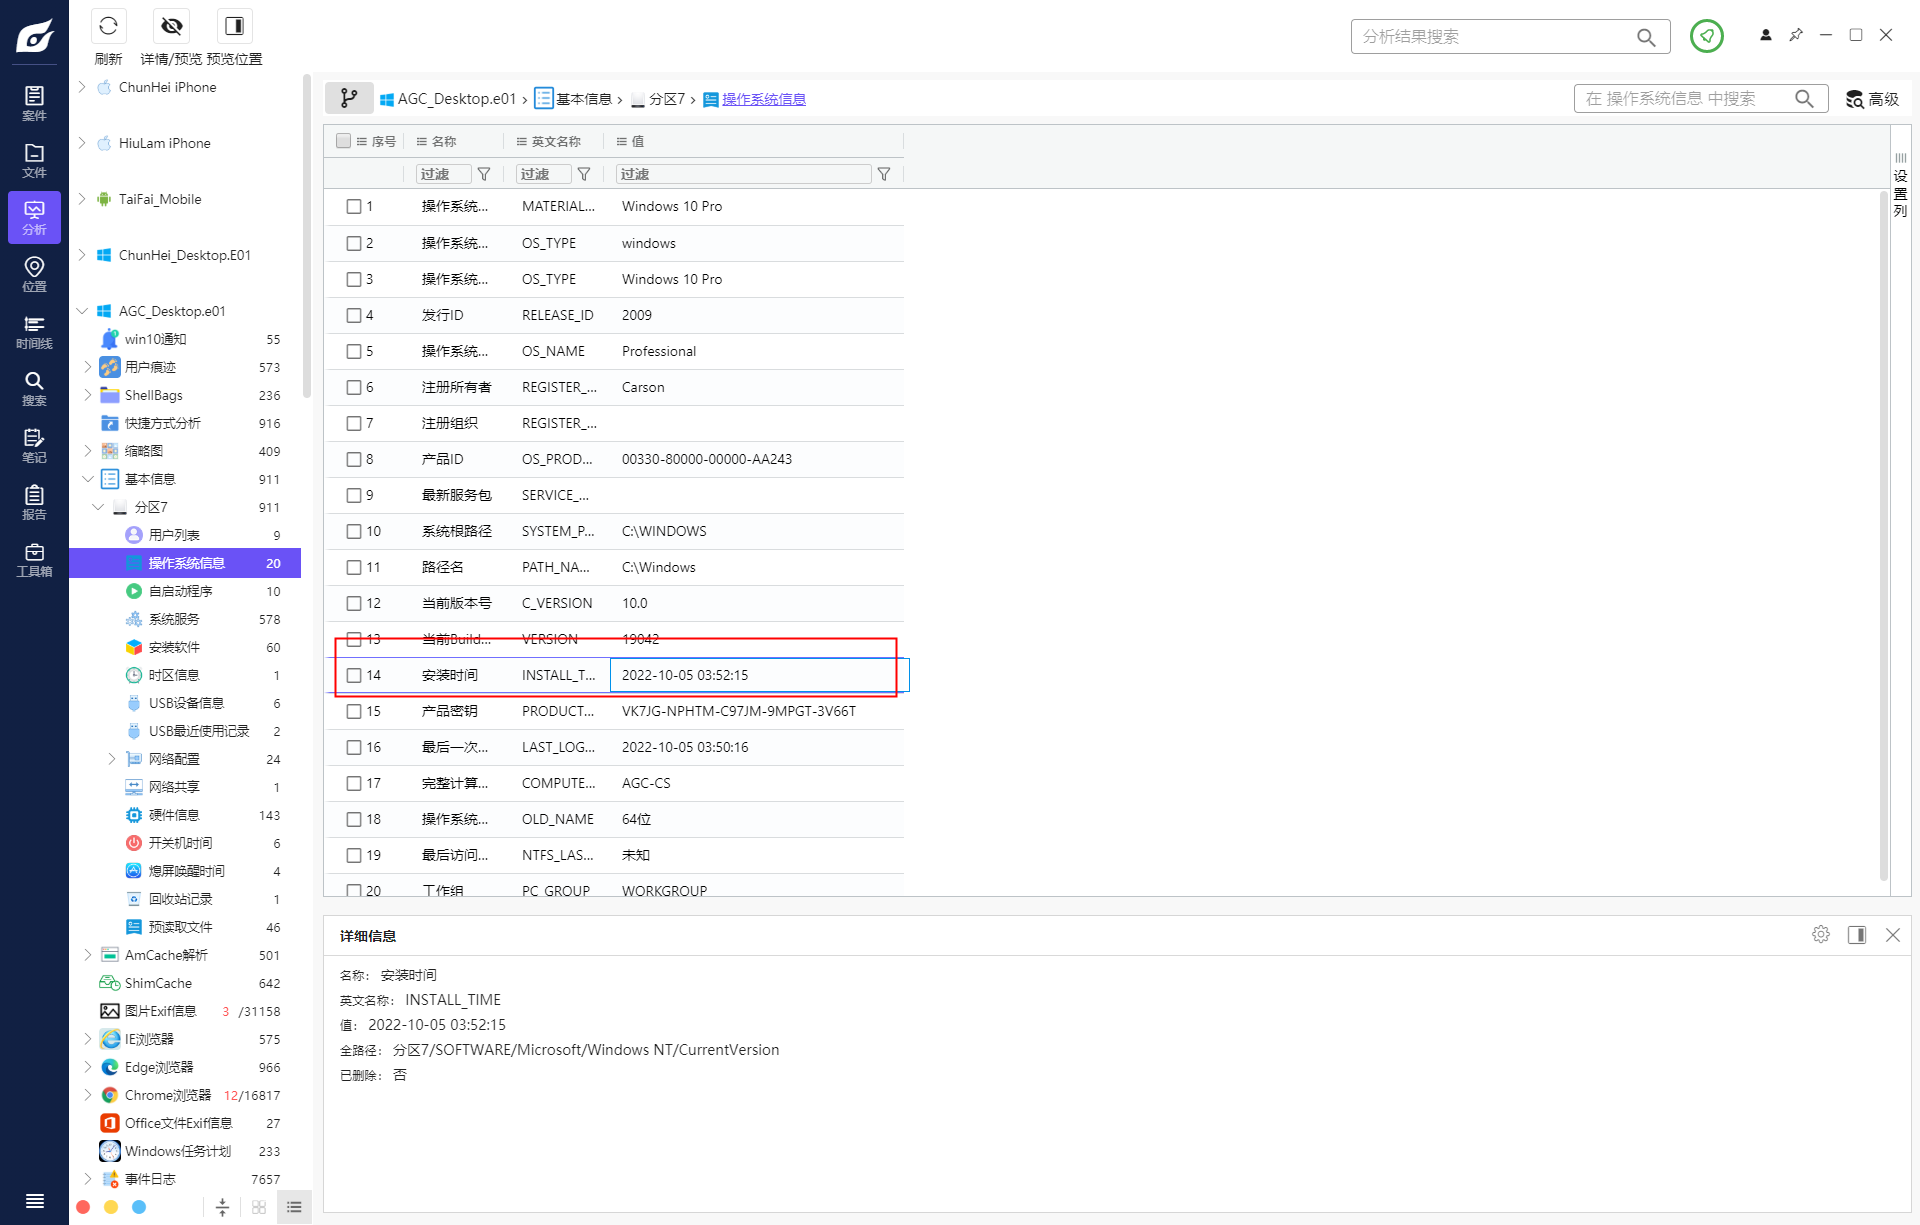 刷新
详情/预览
预览位置
分析结果搜索
案件
文件
分析
位置
时间线
搜索
笔记
报告
工具箱
ChunHei iPhone
HiuLam iPhone
TaiFai_Mobile
ChunHei_Desktop.E01
AGC_Desktop.e01
win10通知 55
用户痕迹 573
ShellBags 236
快捷方式分析 916
缩略图 409
基本信息 911
分区7 911
用户列表 9
操作系统信息 20
自启动程序 10
系统服务 578
安装软件 60
时区信息 1
USB设备信息 6
USB最近使用记录 2
网络配置 24
网络共享 1
硬件信息 143
开关机时间 6
熄屏唤醒时间 4
回收站记录 1
预读取文件 46
AmCache解析 501
ShimCache 642
图片Exif信息 3 /31158
IE浏览器 575
Edge浏览器 966
Chrome浏览器 12/16817
Office文件Exif信息 27
Windows任务计划 233
事件日志 7657
AGC_Desktop.e01 › 基本信息 › 分区7 › 操作系统信息
在 操作系统信息 中搜索
高级
序号 名称 英文名称 值
过滤 过滤 过滤
1 操作系统... MATERIAL... Windows 10 Pro
2 操作系统... OS_TYPE windows
3 操作系统... OS_TYPE Windows 10 Pro
4 发行ID RELEASE_ID 2009
5 操作系统... OS_NAME Professional
6 注册所有者 REGISTER_... Carson
7 注册组织 REGISTER_...
8 产品ID OS_PROD... 00330-80000-00000-AA243
9 最新服务包 SERVICE_...
10 系统根路径 SYSTEM_P... C:\WINDOWS
11 路径名 PATH_NA... C:\Windows
12 当前版本号 C_VERSION 10.0
13 当前Build... VERSION 19042
14 安装时间 INSTALL_T... 2022-10-05 03:52:15
15 产品密钥 PRODUCT... VK7JG-NPHTM-C97JM-9MPGT-3V66T
16 最后一次... LAST_LOG... 2022-10-05 03:50:16
17 完整计算... COMPUTE... AGC-CS
18 操作系统... OLD_NAME 64位
19 最后访问... NTFS_LAS... 未知
20 工作组 PC_GROUP WORKGROUP
设置列
详细信息
名称： 安装时间
英文名称： INSTALL_TIME
值： 2022-10-05 03:52:15
全路径： 分区7/SOFTWARE/Microsoft/Windows NT/CurrentVersion
已删除： 否